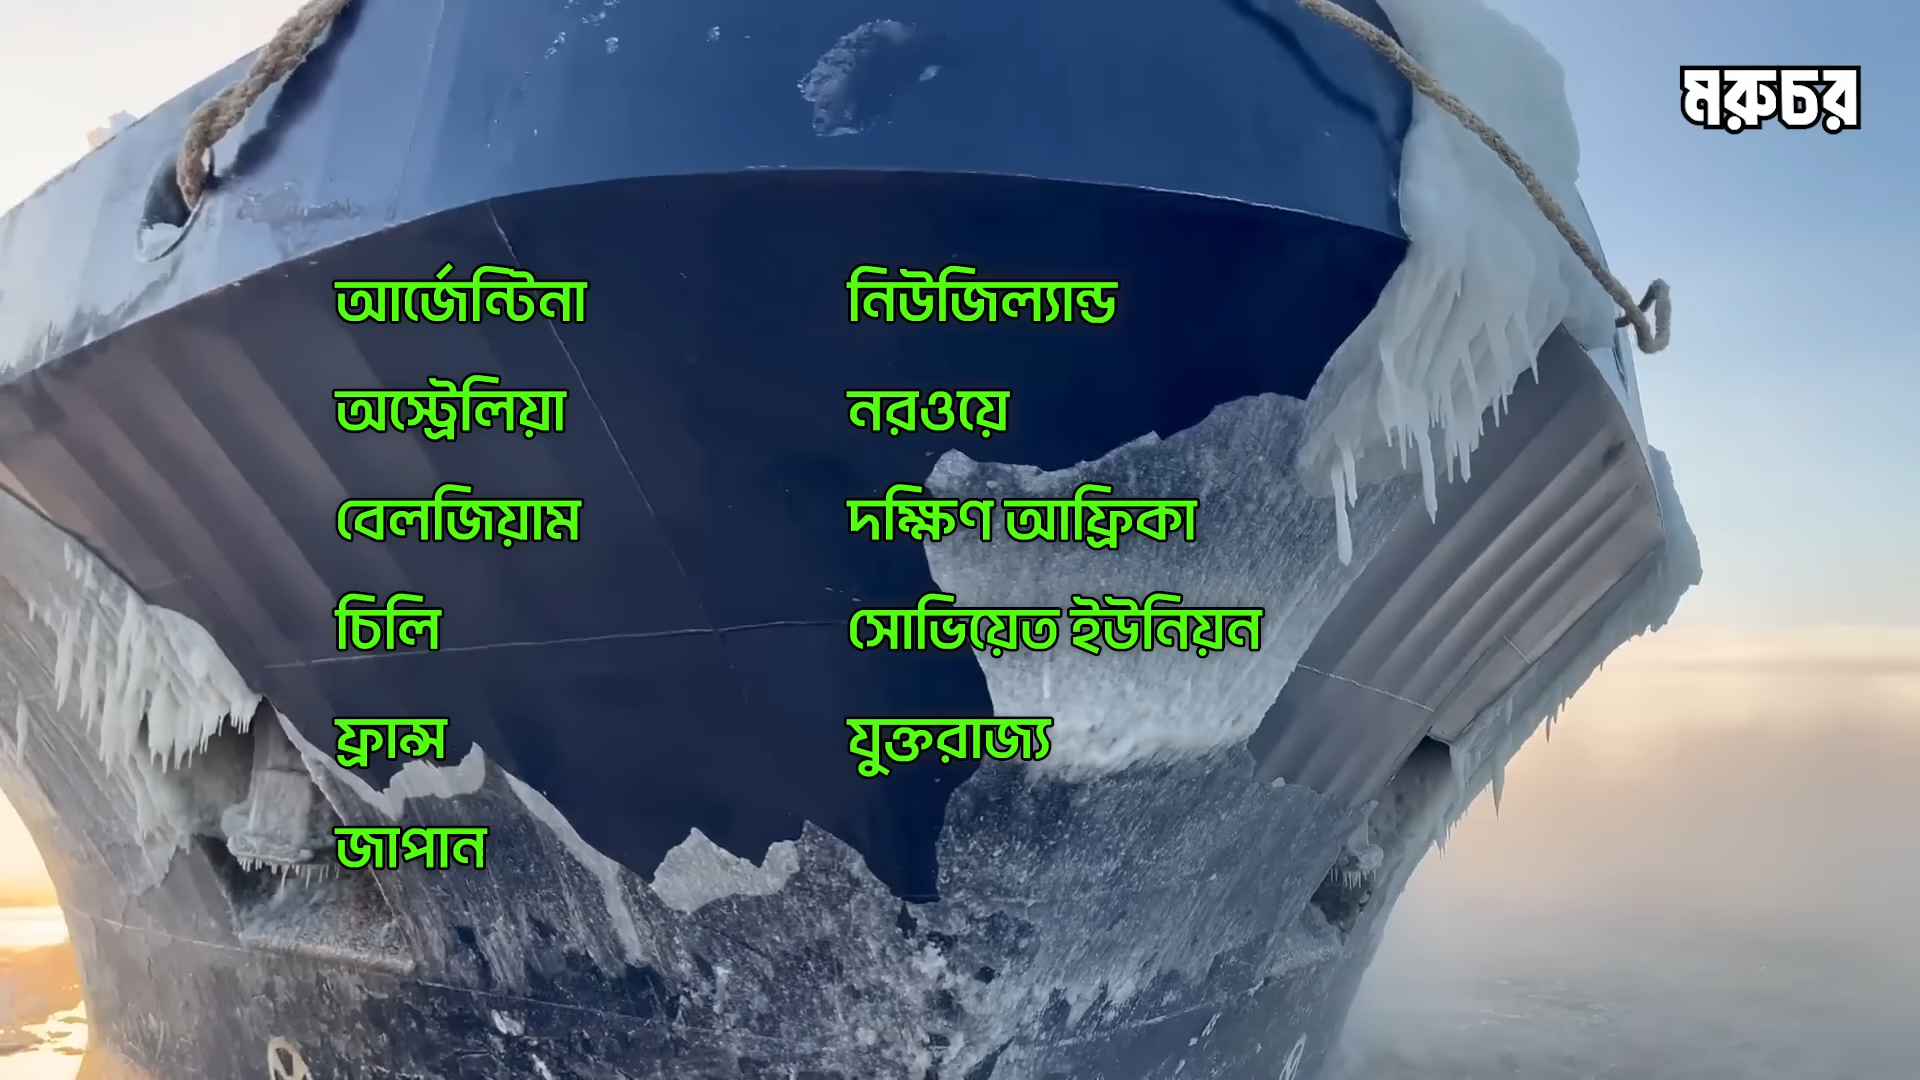 মরুচর
আর্জেন্টিনা
অস্ট্রেলিয়া
বেলজিয়াম
চিলি
ফ্রান্স
জাপান
নিউজিল্যান্ড
নরওয়ে
দক্ষিণ আফ্রিকা
সোভিয়েত ইউনিয়ন
যুক্তরাজ্য